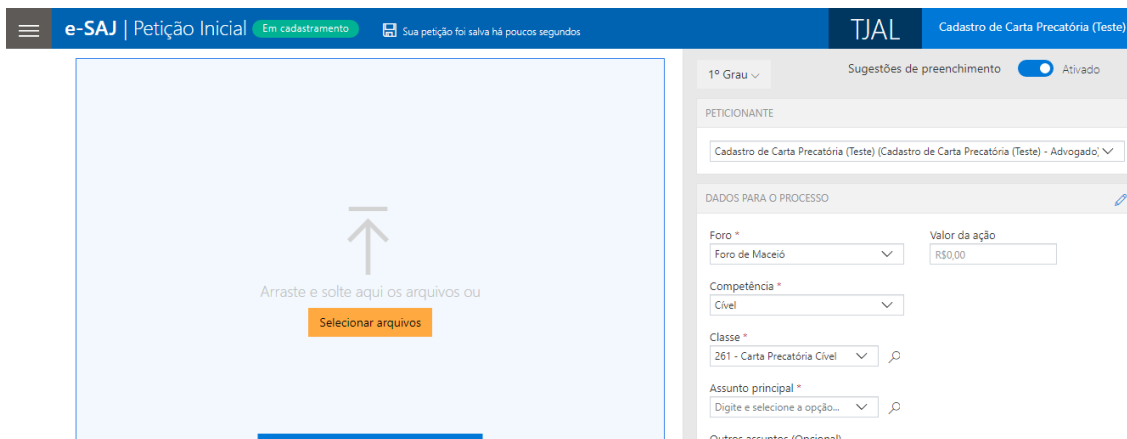 e-SAJ | Petição Inicial Em cadastramento Sua petição foi salva há poucos segundos TJAL Cadastro de Carta Precatória (Teste)
1º Grau Sugestões de preenchimento Ativado
PETICIONANTE
Cadastro de Carta Precatória (Teste) (Cadastro de Carta Precatória (Teste) - Advogado)
DADOS PARA O PROCESSO
Foro * Valor da ação
Foro de Maceió R$0,00
Competência *
Cível
Classe *
261 - Carta Precatória Cível
Assunto principal *
Digite e selecione a opção...
Outros assuntos (Opcional)
Arraste e solte aqui os arquivos ou
Selecionar arquivos